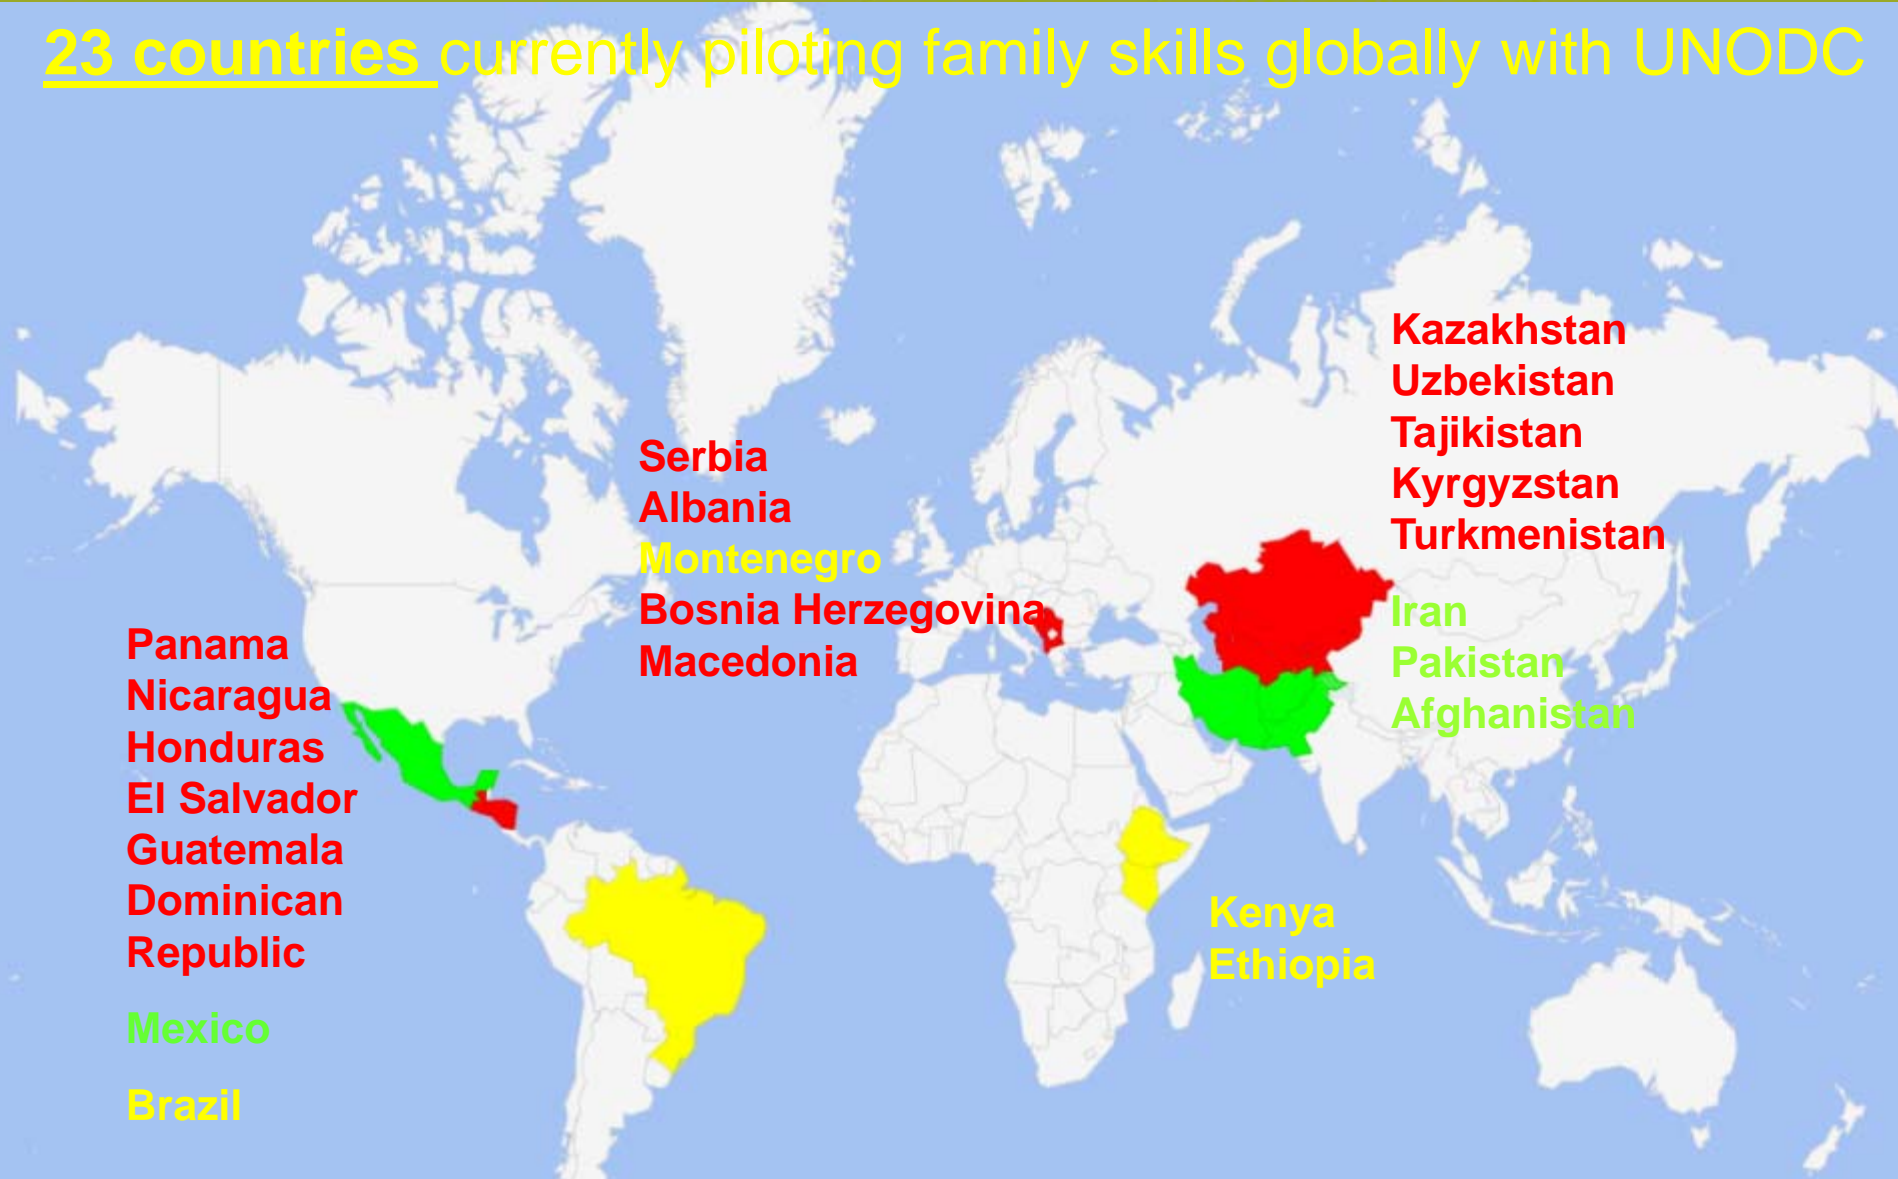 23 countries currently piloting family skills globally with UNODC
Panama
Nicaragua
Honduras
El Salvador
Guatemala
Dominican
Republic
Mexico
Brazil
Serbia
Albania
Montenegro
Bosnia Herzegovina
Macedonia
Kenya
Ethiopia
Kazakhstan
Uzbekistan
Tajikistan
Kyrgyzstan
Turkmenistan
Iran
Pakistan
Afghanistan